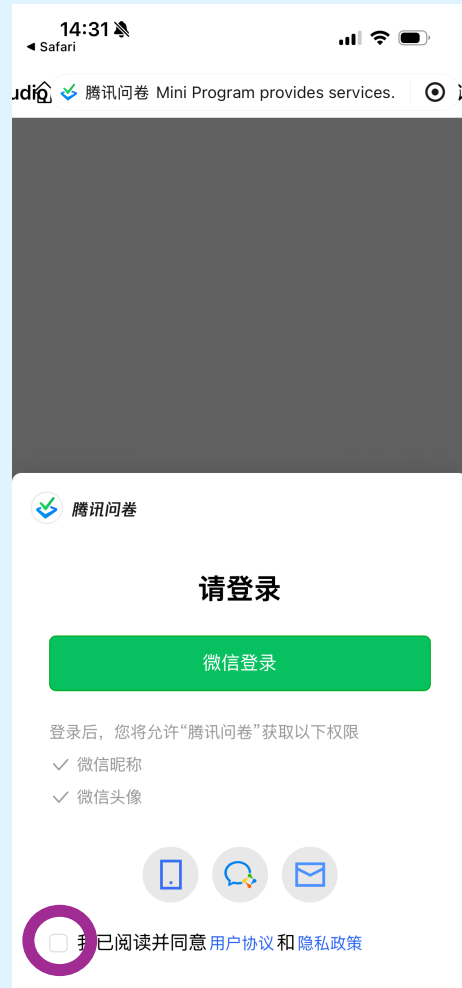 14:31
◀ Safari
udio 腾讯问卷 Mini Program provides services.
腾讯问卷
请登录
微信登录
登录后，您将允许“腾讯问卷”获取以下权限
微信昵称
微信头像
我已阅读并同意用户协议和隐私政策